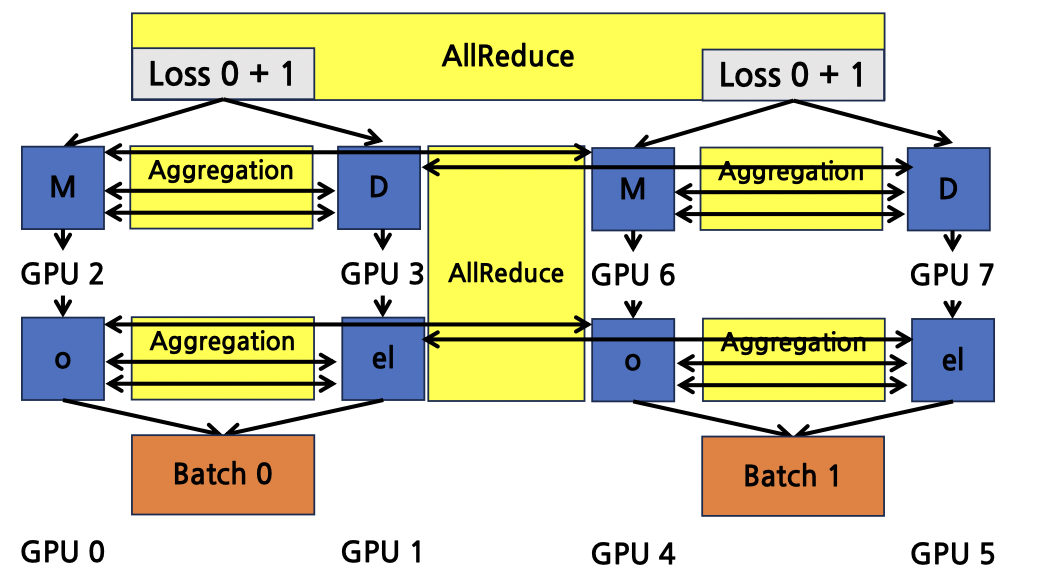 AllReduce
Loss 0 + 1
Loss 0 + 1
M
Aggregation
D
M
Aggregation
D
GPU 2
GPU 3
AllReduce
GPU 6
GPU 7
o
Aggregation
el
o
Aggregation
el
Batch 0
Batch 1
GPU 0
GPU 1
GPU 4
GPU 5